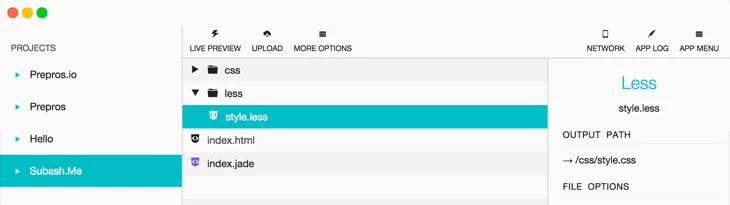 PROJECTS
Prepros.io
Prepros
Hello
Subash.Me
LIVE PREVIEW UPLOAD MORE OPTIONS
css
less
style.less
index.html
index.jade
NETWORK APP LOG APP MENU
Less
style.less
OUTPUT PATH
→ /css/style.css
FILE OPTIONS